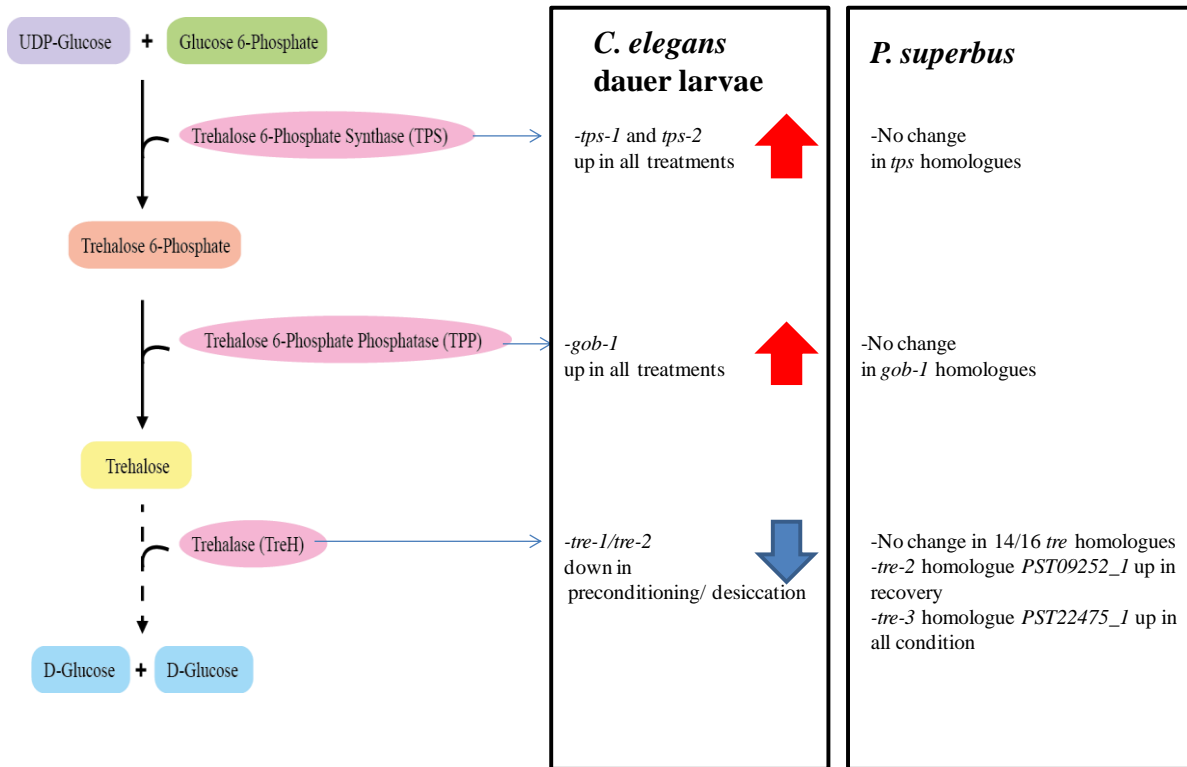 UDP-Glucose + Glucose 6-Phosphate
Trehalose 6-Phosphate Synthase (TPS)
Trehalose 6-Phosphate
Trehalose 6-Phosphate Phosphatase (TPP)
Trehalose
Trehalase (TreH)
D-Glucose + D-Glucose
C. elegans
dauer larvae
-tps-1 and tps-2
up in all treatments
-gob-1
up in all treatments
-tre-1/tre-2
down in
preconditioning/ desiccation
P. superbus
-No change
in tps homologues
-No change
in gob-1 homologues
-No change in 14/16 tre homologues
-tre-2 homologue PST09252_1 up in
recovery
-tre-3 homologue PST22475_1 up in
all condition